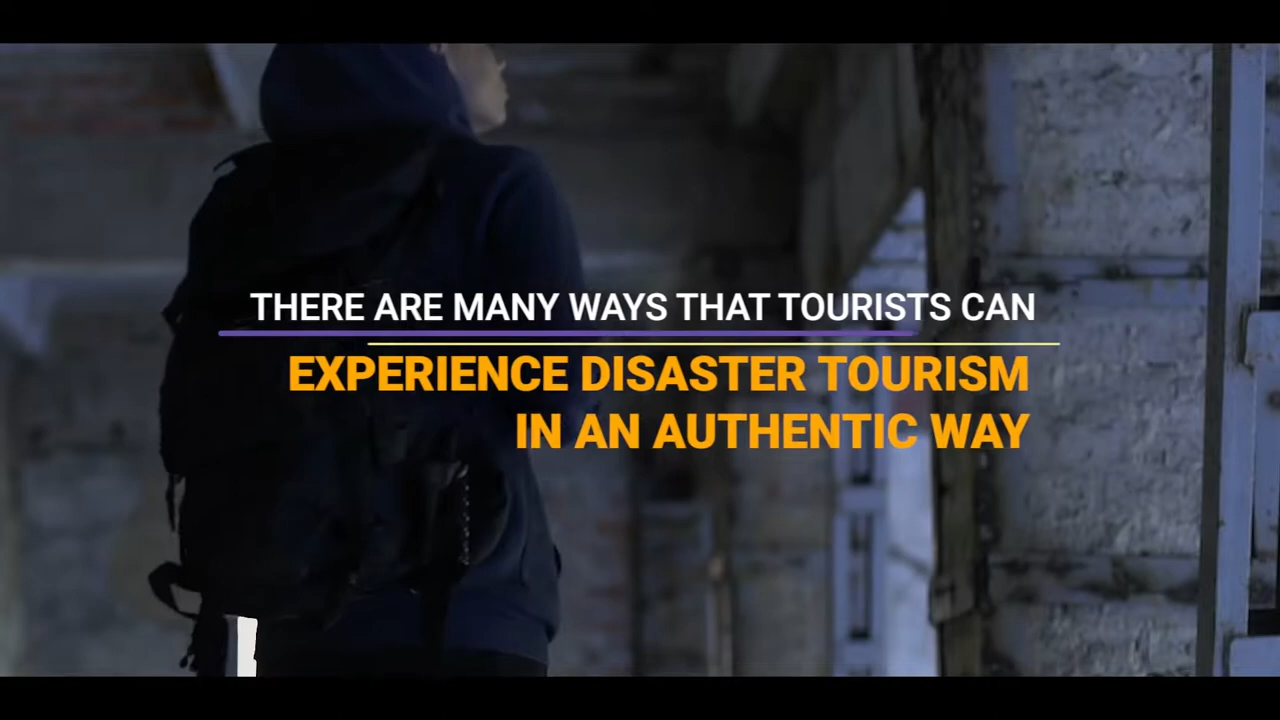 THERE ARE MANY WAYS THAT TOURISTS CAN
EXPERIENCE DISASTER TOURISM
IN AN AUTHENTIC WAY